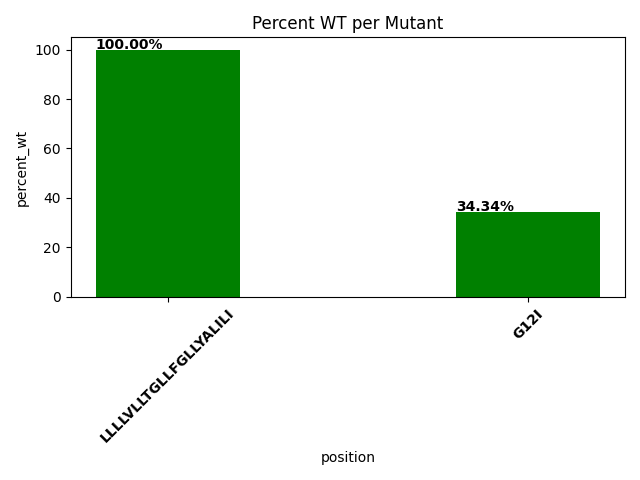 Percent WT per Mutant
100.00%
34.34%
percent_wt
100
80
60
40
20
0
LLLLVLLTGLLFGLLYALILI
G12I
position